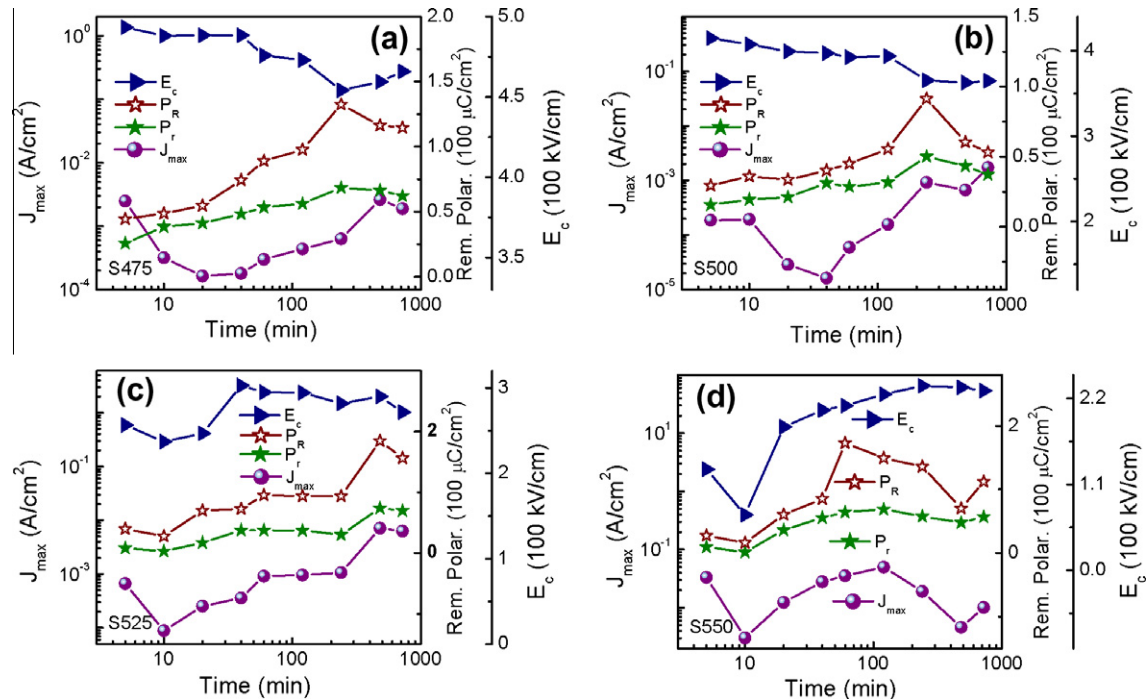 (a)
10^0
10^-2
10^-4
J_max (A/cm^2)
E_c
P_R
P_r
J_max
S475
10 100 1000
Time (min)
2.0
1.5
1.0
0.5
0.0
Rem. Polar. (100 μC/cm^2)
5.0
4.5
4.0
3.5
E_c (100 kV/cm)
(b)
10^-1
10^-3
10^-5
J_max (A/cm^2)
E_c
P_R
P_r
J_max
S500
10 100 1000
Time (min)
1.5
1.0
0.5
0.0
Rem. Polar. (100 μC/cm^2)
4
3
2
E_c (100 kV/cm)
(c)
10^-1
10^-3
J_max (A/cm^2)
E_c
P_R
P_r
J_max
S525
10 100 1000
Time (min)
2
0
Rem. Polar. (100 μC/cm^2)
3
2
1
0
E_c (100 kV/cm)
(d)
10^1
10^-1
J_max (A/cm^2)
E_c
P_R
P_r
J_max
S550
10 100 1000
Time (min)
2
0
Rem. Polar. (100 μC/cm^2)
2.2
1.1
0.0
E_c (100 kV/cm)